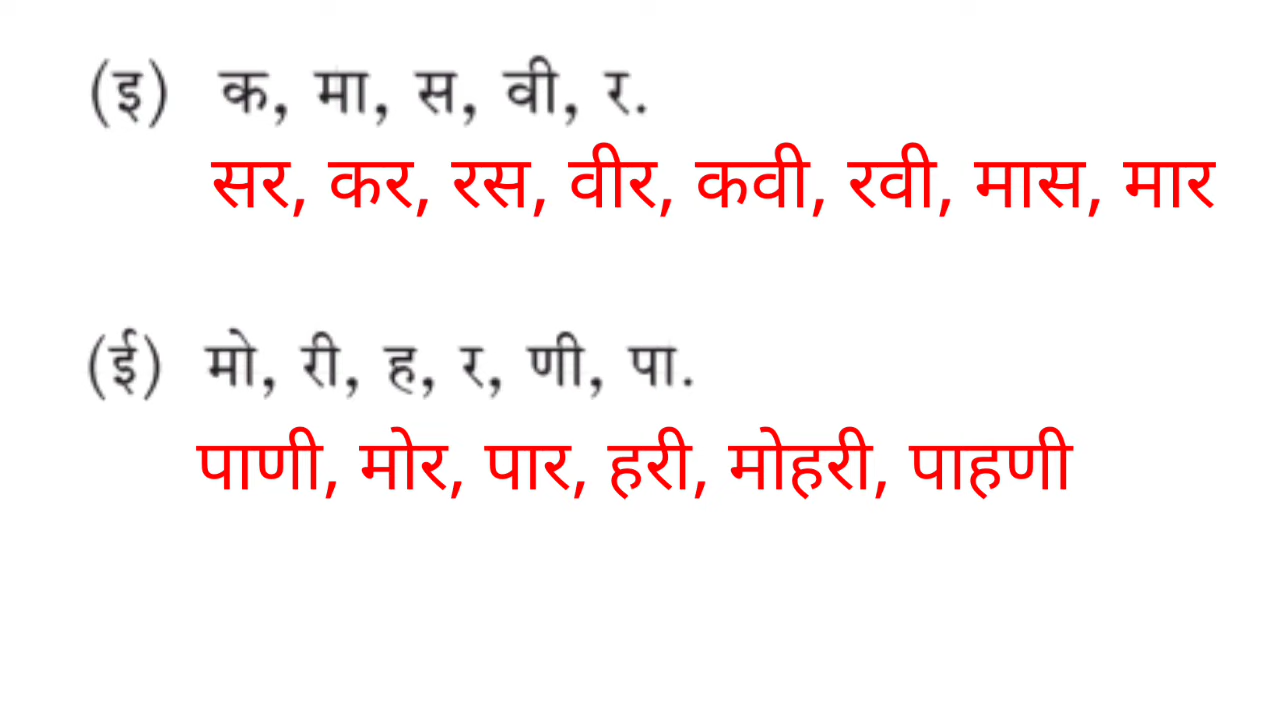 (इ) क, मा, स, वी, र.
सर, कर, रस, वीर, कवी, रवी, मास, मार
(ई) मो, री, ह, र, णी, पा.
पाणी, मोर, पार, हरी, मोहरी, पाहणी